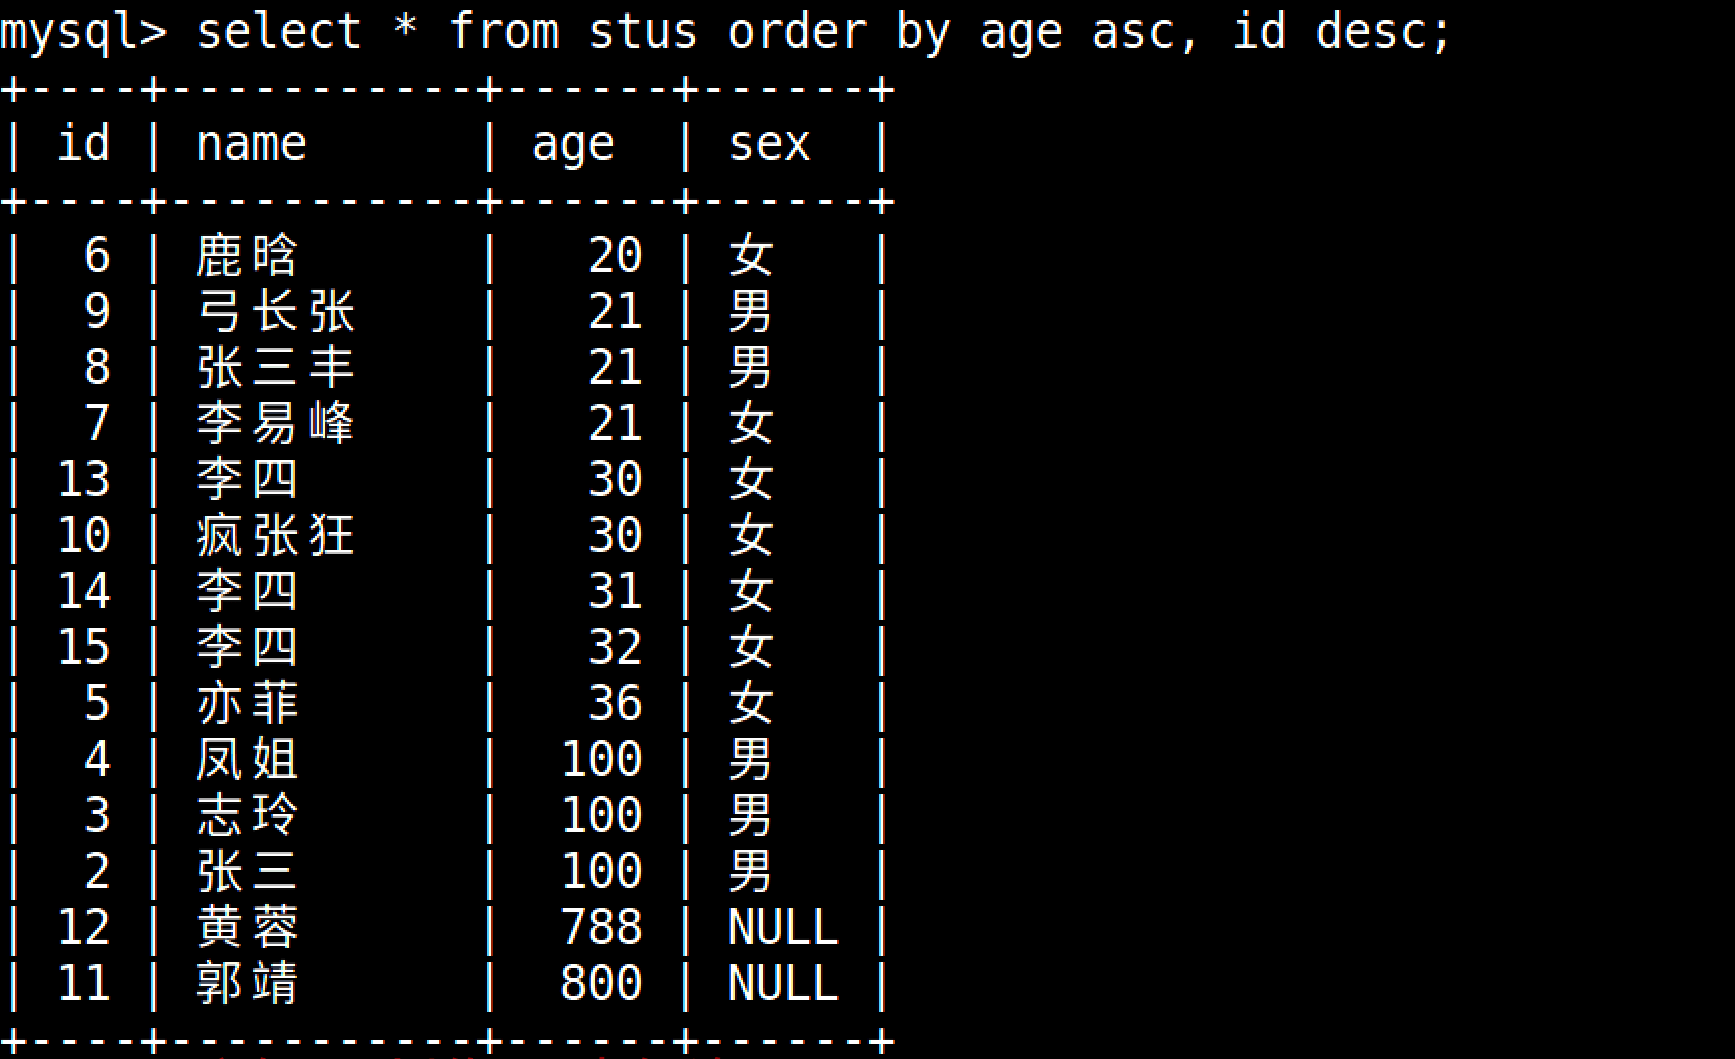 mysql> select * from stus order by age asc, id desc;
+----+-----------+------+------+
| id | name      | age  | sex  |
+----+-----------+------+------+
|  6 | 鹿晗      |   20 | 女   |
|  9 | 弓长张    |   21 | 男   |
|  8 | 张三丰    |   21 | 男   |
|  7 | 李易峰    |   21 | 女   |
| 13 | 李四      |   30 | 女   |
| 10 | 疯张狂    |   30 | 女   |
| 14 | 李四      |   31 | 女   |
| 15 | 李四      |   32 | 女   |
|  5 | 亦菲      |   36 | 女   |
|  4 | 凤姐      |  100 | 男   |
|  3 | 志玲      |  100 | 男   |
|  2 | 张三      |  100 | 男   |
| 12 | 黄蓉      |  788 | NULL |
| 11 | 郭靖      |  800 | NULL |
+----+-----------+------+------+